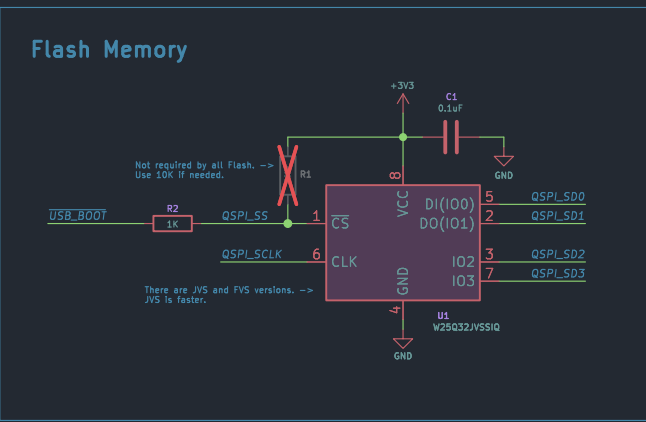 Flash Memory
+3V3
C1
0.1uF
GND
Not required by all Flash. ->
Use 10K if needed.
R1
8
VCC
USB_BOOT
R2
1K
QSPI_SS
1
CS
DI(IO0)
5
QSPI_SD0
DO(IO1)
2
QSPI_SD1
QSPI_SCLK
6
CLK
IO2
3
QSPI_SD2
IO3
7
QSPI_SD3
There are JVS and FVS versions. ->
JVS is faster.
GND
4
U1
W25Q32JVSSIQ
GND